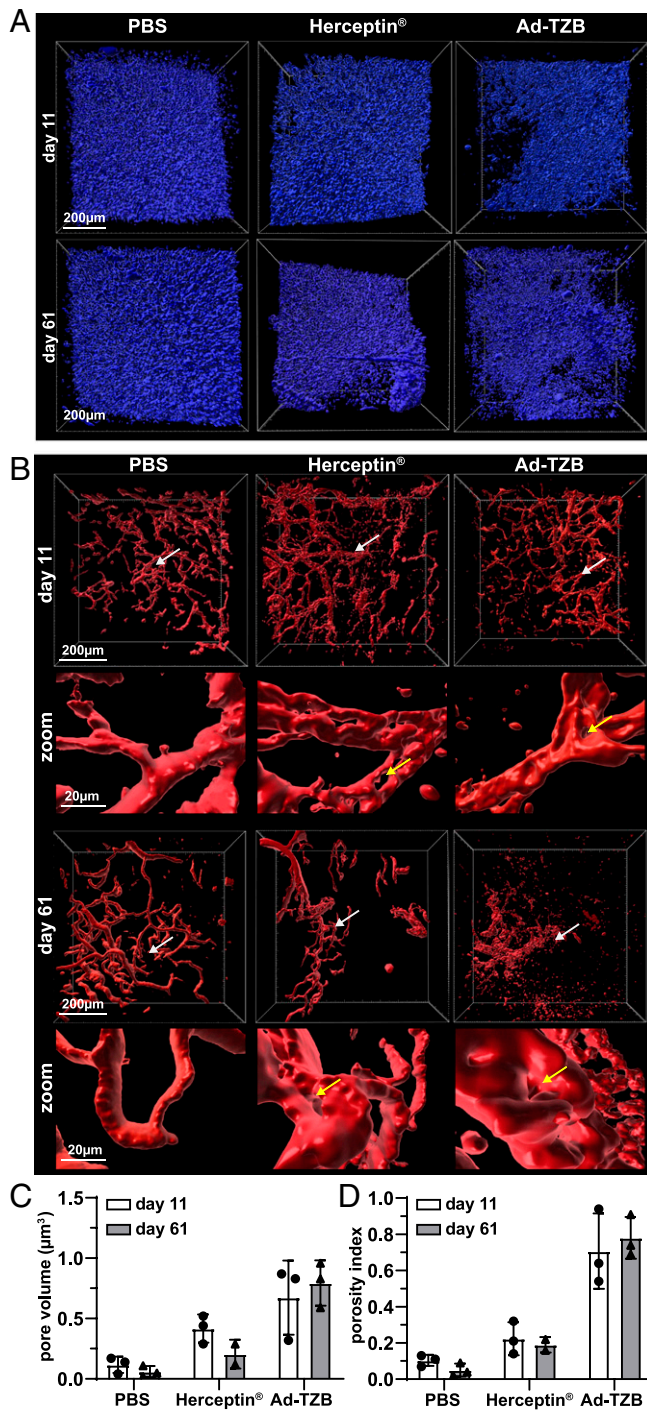 A
PBS
Herceptin®
Ad-TZB
day 11
200µm
day 61
200µm
B
PBS
Herceptin®
Ad-TZB
day 11
200µm
zoom
20µm
day 61
200µm
zoom
20µm
C
pore volume (µm³)
1.5
1.0
0.5
0.0
day 11
day 61
PBS
Herceptin®
Ad-TZB
D
porosity index
1.0
0.8
0.6
0.4
0.2
0.0
day 11
day 61
PBS
Herceptin®
Ad-TZB